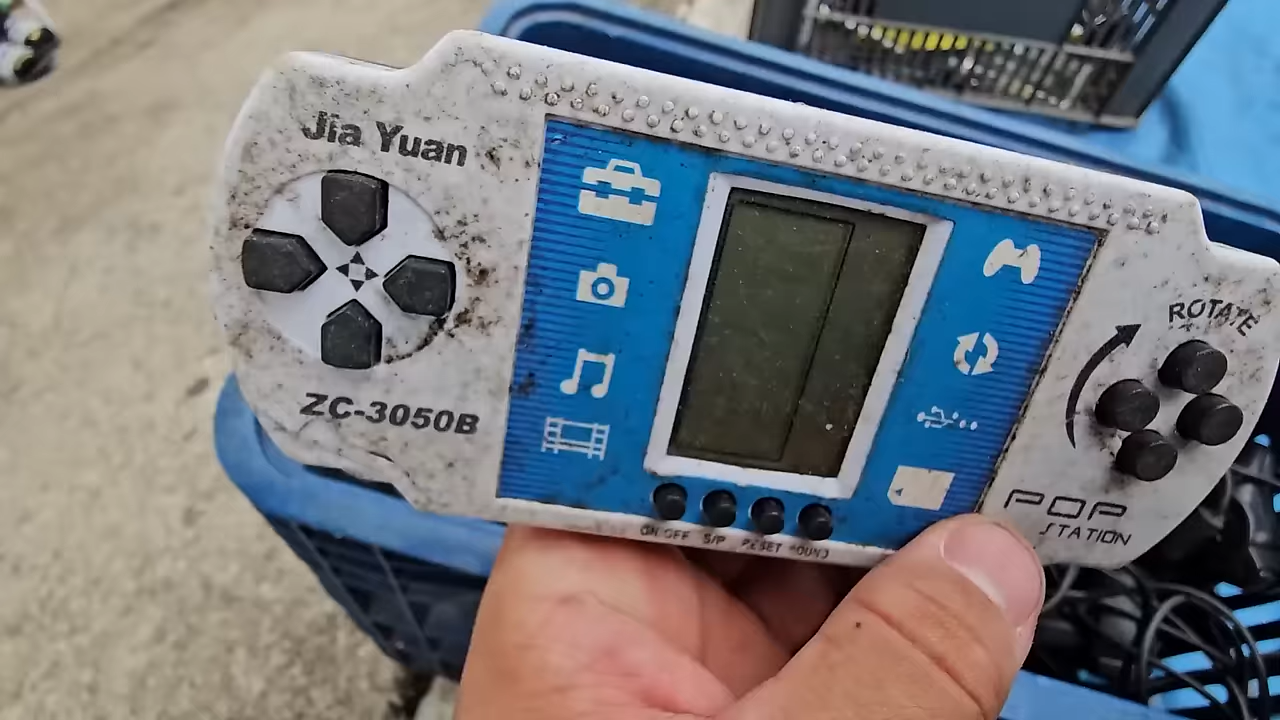 Jia Yuan
ROTATE
ZC-3050B
POP
STATION
ON/OFF S/P RESET SOUND